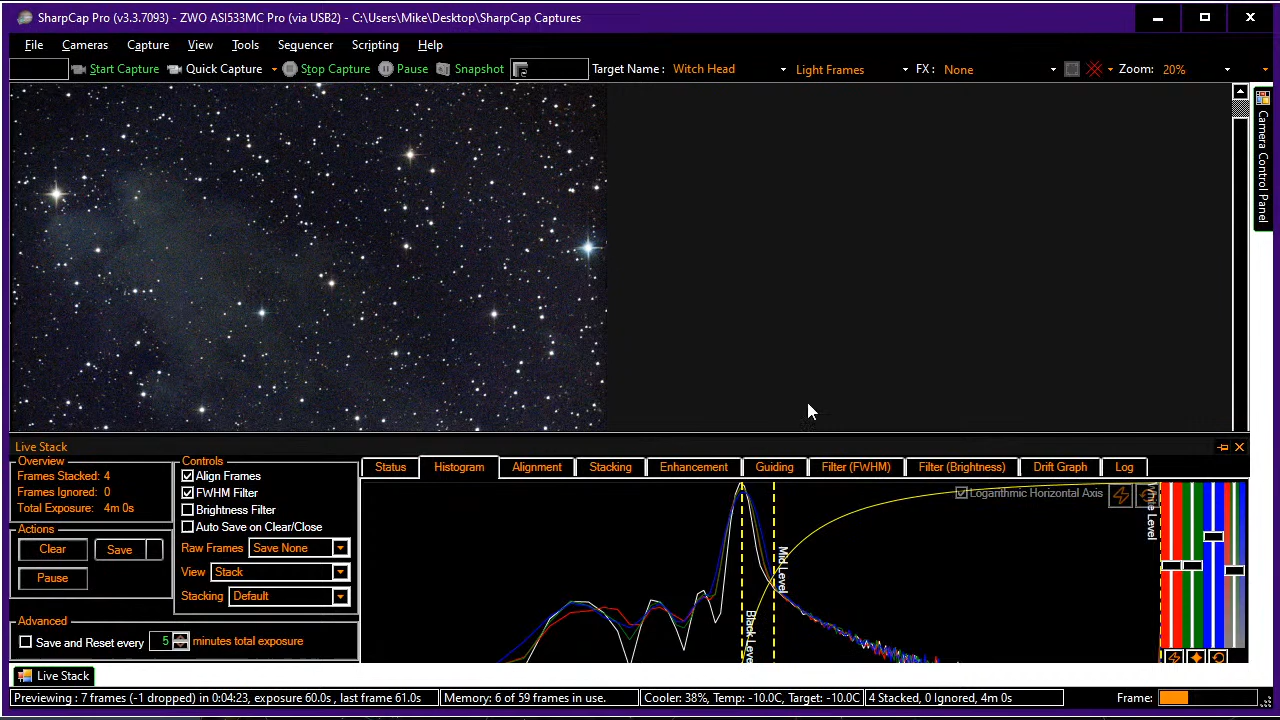 SharpCap Pro (v3.3.7093) - ZWO ASI533MC Pro (via USB2) - C:\Users\Mike\Desktop\SharpCap Captures
File Cameras Capture View Tools Sequencer Scripting Help
Start Capture Quick Capture Stop Capture Pause Snapshot Target Name : Witch Head Light Frames FX : None Zoom: 20%
Camera Control Panel
Live Stack
Overview
Frames Stacked: 4
Frames Ignored: 0
Total Exposure: 4m 0s
Actions
Clear Save
Pause
Controls
Align Frames
FWHM Filter
Brightness Filter
Auto Save on Clear/Close
Raw Frames Save None
View Stack
Stacking Default
Advanced
Save and Reset every 5 minutes total exposure
Status Histogram Alignment Stacking Enhancement Guiding Filter (FWHM) Filter (Brightness) Drift Graph Log
Logarithmic Horizontal Axis
Black Leve
Mid Level
White Level
Live Stack
Previewing : 7 frames (-1 dropped) in 0:04:23, exposure 60.0s, last frame 61.0s Memory: 6 of 59 frames in use. Cooler: 38%, Temp: -10.0C, Target: -10.0C 4 Stacked, 0 Ignored, 4m 0s Frame: